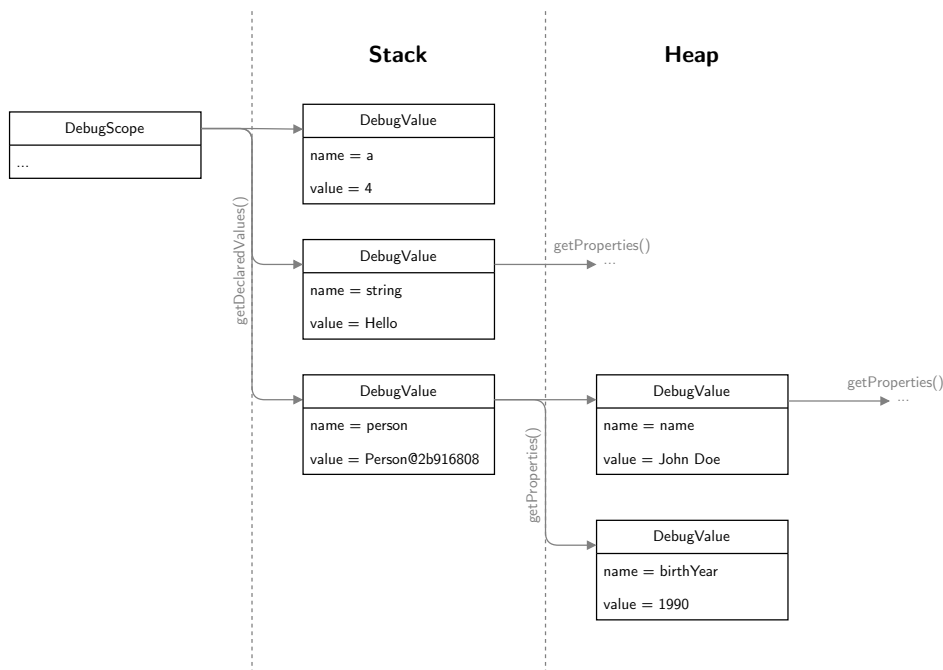 Stack
Heap
DebugScope
...
getDeclaredValues()
DebugValue
name = a
value = 4
DebugValue
name = string
value = Hello
getProperties()
...
DebugValue
name = person
value = Person@2b916808
getProperties()
DebugValue
name = name
value = John Doe
getProperties()
...
DebugValue
name = birthYear
value = 1990